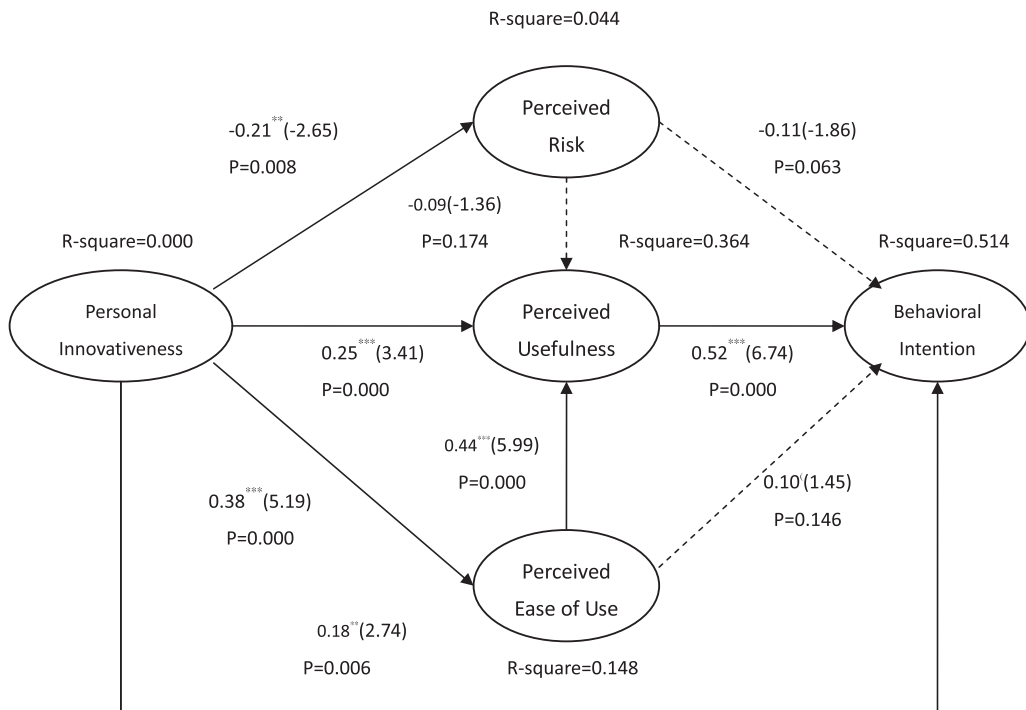 R-square=0.044
Perceived
Risk
-0.21**(-2.65)
P=0.008
-0.11(-1.86)
P=0.063
-0.09(-1.36)
P=0.174
R-square=0.000
R-square=0.364
R-square=0.514
Personal
Innovativeness
Perceived
Usefulness
Behavioral
Intention
0.25***(3.41)
P=0.000
0.52***(6.74)
P=0.000
0.44***(5.99)
P=0.000
0.38***(5.19)
P=0.000
0.10(1.45)
P=0.146
Perceived
Ease of Use
0.18**(2.74)
P=0.006
R-square=0.148